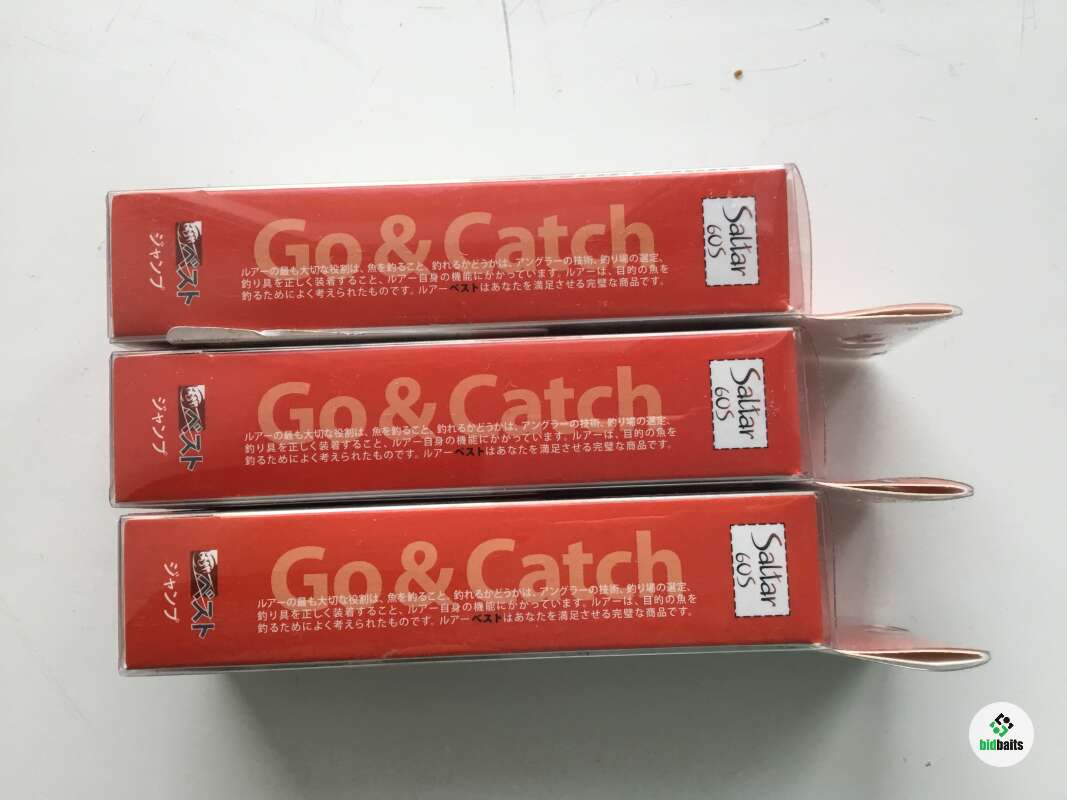 Go & Catch
ルアーの最も大切な役割は、魚を釣ること、釣れるかどうかは、アングラーの技術、釣り場の選定、
釣り具を正しく装着すること、ルアー自身の機能にかかっています。ルアーは、目的の魚を
釣るためによく考えられたものです。ルアーベストはあなたを満足させる完璧な商品です。
ベスト
ジャンプ
Saltar
60S
Go & Catch
ルアーの最も大切な役割は、魚を釣ること、釣れるかどうかは、アングラーの技術、釣り場の選定、
釣り具を正しく装着すること、ルアー自身の機能にかかっています。ルアーは、目的の魚を
釣るためによく考えられたものです。ルアーベストはあなたを満足させる完璧な商品です。
ベスト
ジャンプ
Saltar
60S
Go & Catch
ルアーの最も大切な役割は、魚を釣ること、釣れるかどうかは、アングラーの技術、釣り場の選定、
釣り具を正しく装着すること、ルアー自身の機能にかかっています。ルアーは、目的の魚を
釣るためによく考えられたものです。ルアーベストはあなたを満足させる完璧な商品です。
ベスト
ジャンプ
Saltar
60S
bidbaits